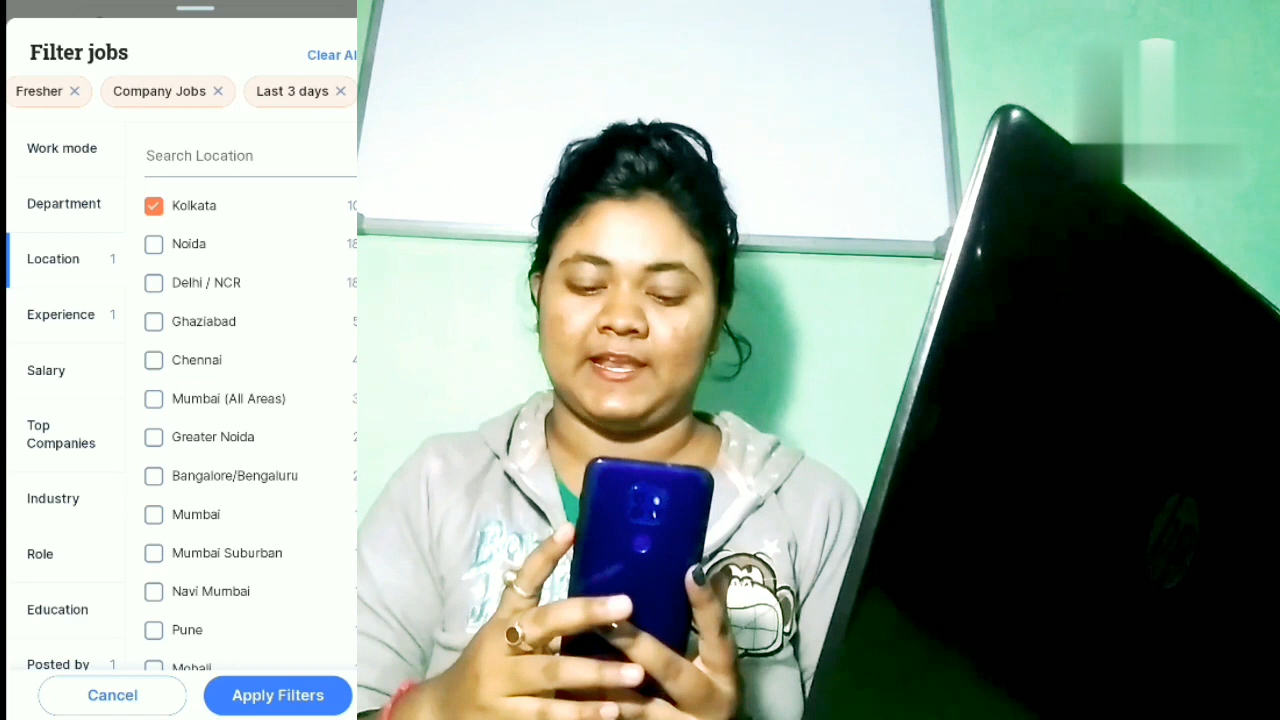 Filter jobs
Clear Al
Fresher
Company Jobs
Last 3 days
Work mode
Department
Location 1
Experience 1
Salary
Top
Companies
Industry
Role
Education
Posted by 1
Search Location
Kolkata
Noida
Delhi / NCR
Ghaziabad
Chennai
Mumbai (All Areas)
Greater Noida
Bangalore/Bengaluru
Mumbai
Mumbai Suburban
Navi Mumbai
Pune
Mohali
Cancel
Apply Filters
hp